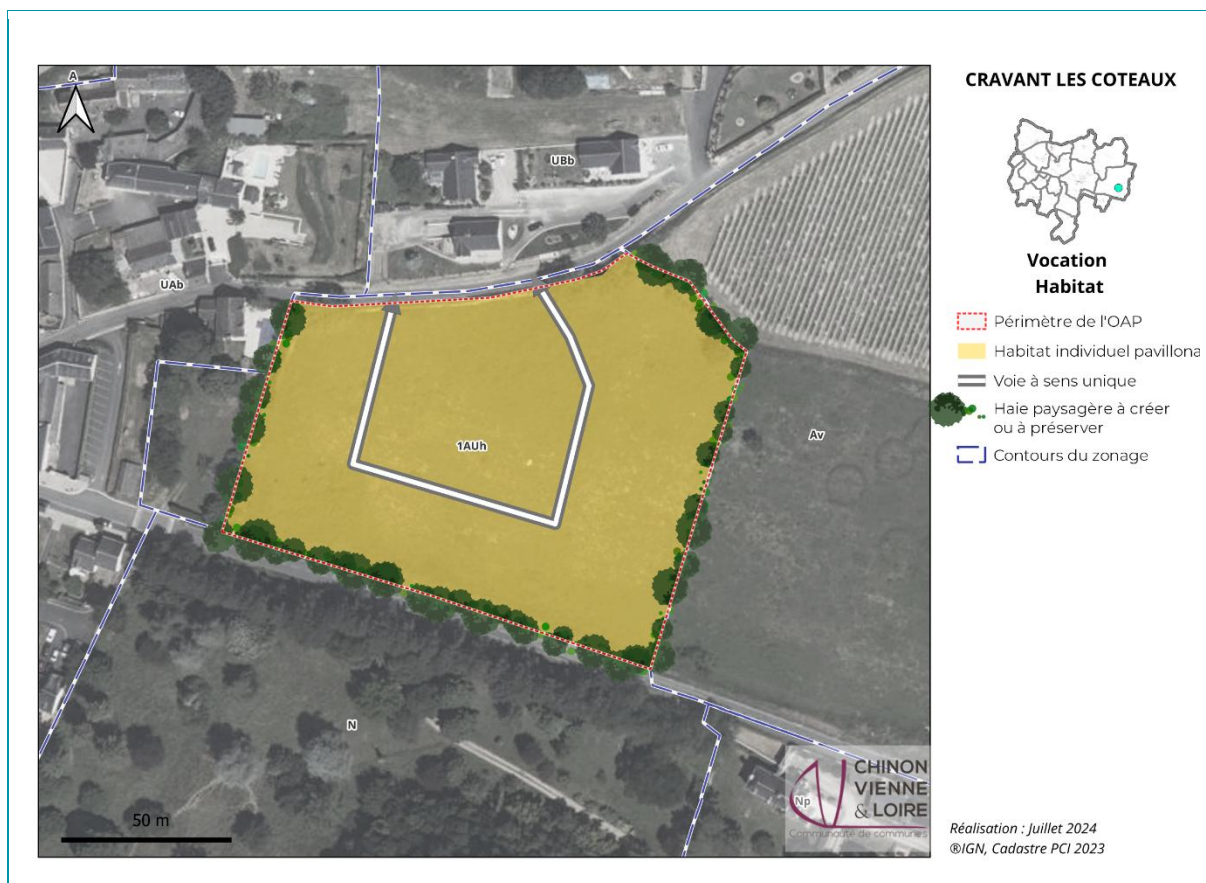 A
UBb
UAb
1AUh
Av
N
Np
50 m
CHINON
VIENNE
& LOIRE
Communauté de communes
CRAVANT LES COTEAUX
Vocation
Habitat
Périmètre de l'OAP
Habitat individuel pavillona
Voie à sens unique
Haie paysagère à créer
ou à préserver
Contours du zonage
Réalisation : Juillet 2024
®IGN, Cadastre PCI 2023